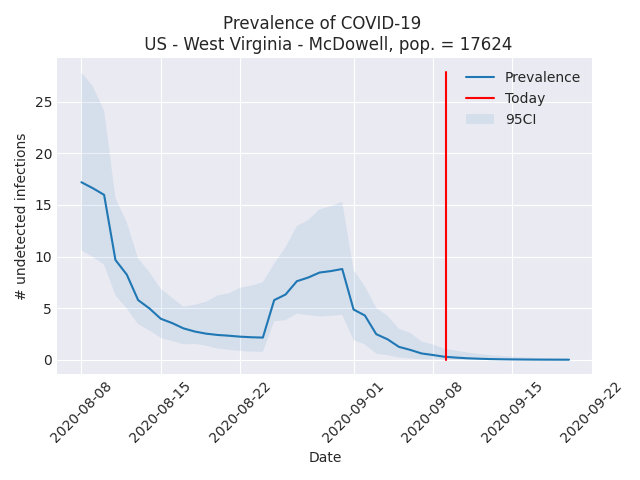 Prevalence of COVID-19
US - West Virginia - McDowell, pop. = 17624
Prevalence
Today
95CI
25
20
15
10
5
0
# undetected infections
2020-08-08
2020-08-15
2020-08-22
2020-09-01
2020-09-08
2020-09-15
2020-09-22
Date